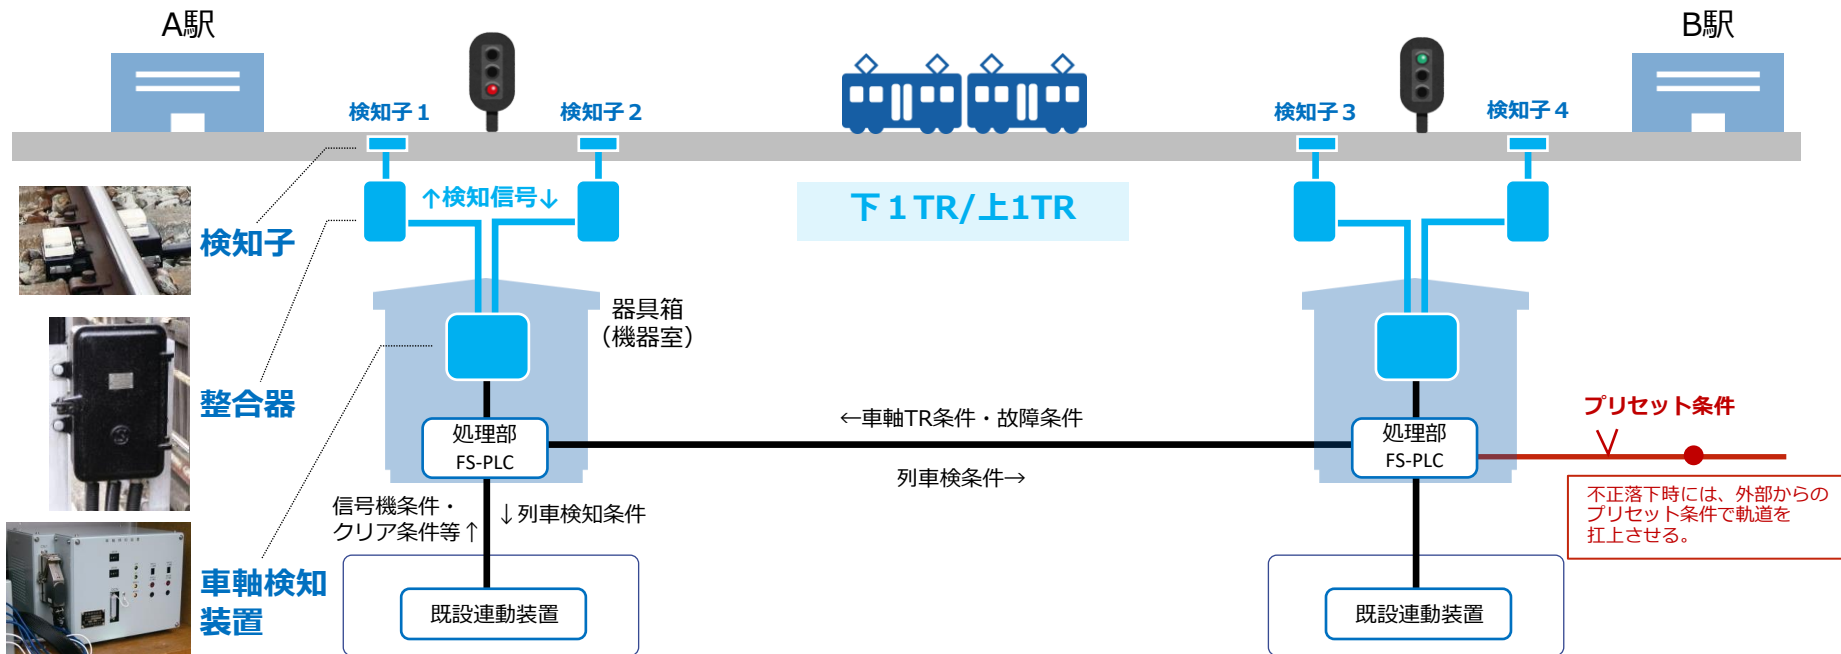 A駅
B駅
検知子１
検知子２
検知子３
検知子４
↑検知信号↓
下１TR/上1TR
検知子
器具箱
（機器室）
整合器
←車軸TR条件・故障条件
プリセット条件
処理部
FS-PLC
処理部
FS-PLC
列車検条件→
不正落下時には、外部からの
プリセット条件で軌道を
扛上させる。
信号機条件・
クリア条件等↑
↓列車検知条件
車軸検知
装置
既設連動装置
既設連動装置